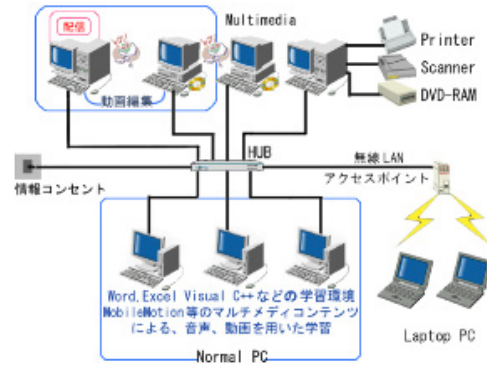 配信
Multimedia
動画編集
Printer
Scanner
DVD-RAM
HUB
無線LAN
アクセスポイント
情報コンセント
Word,Excel Visual C++などの学習環境
MobileMotion等のマルチメディコンテンツ
による、音声、動画を用いた学習
Normal PC
Laptop PC